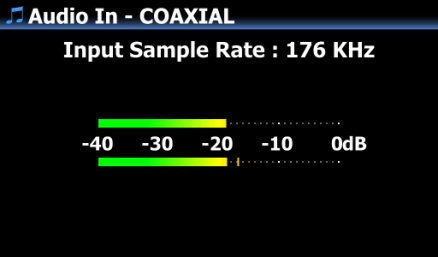 Audio In - COAXIAL
Input Sample Rate : 176 KHz
-40 -30 -20 -10 0dB